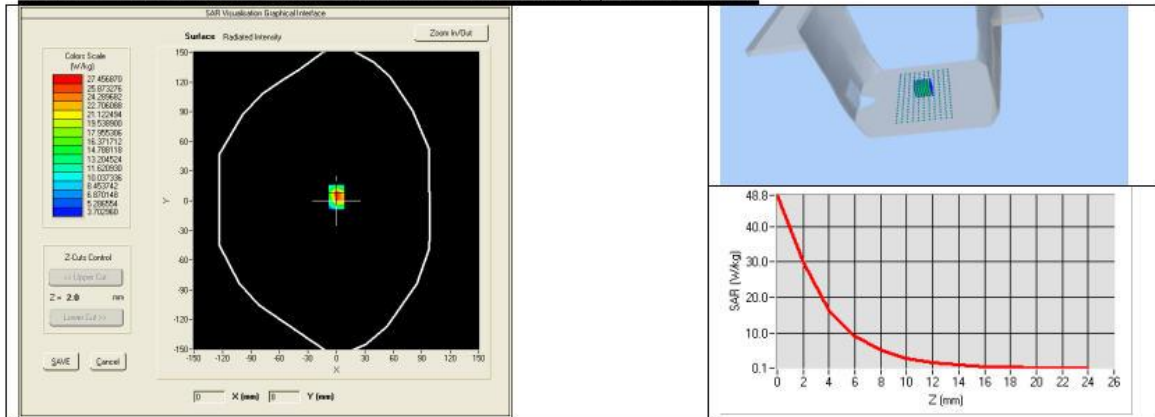 SAR Visualisation Graphical Interface
Surface Radiated Intensity
Zoom In/Out
Colors Scale
(W/kg)
27.456870
25.873276
24.289682
22.706088
21.122494
19.538900
17.955306
16.371712
14.788118
13.204524
11.620930
10.037336
8.453742
6.870148
5.286554
3.702960
Z-Cuts Control
<< Upper Cut
Z = 2.0 mm
Lower Cut >>
SAVE Cancel
150
120
90
60
30
0
-30
-60
-90
-120
-150
Y
-150 -120 -90 -60 -30 0 30 60 90 120 150
X
0 X (mm) 0 Y (mm)
48.8
40.0
30.0
20.0
10.0
0.1
SAR (W/kg)
0 2 4 6 8 10 12 14 16 18 20 22 24 26
Z (mm)